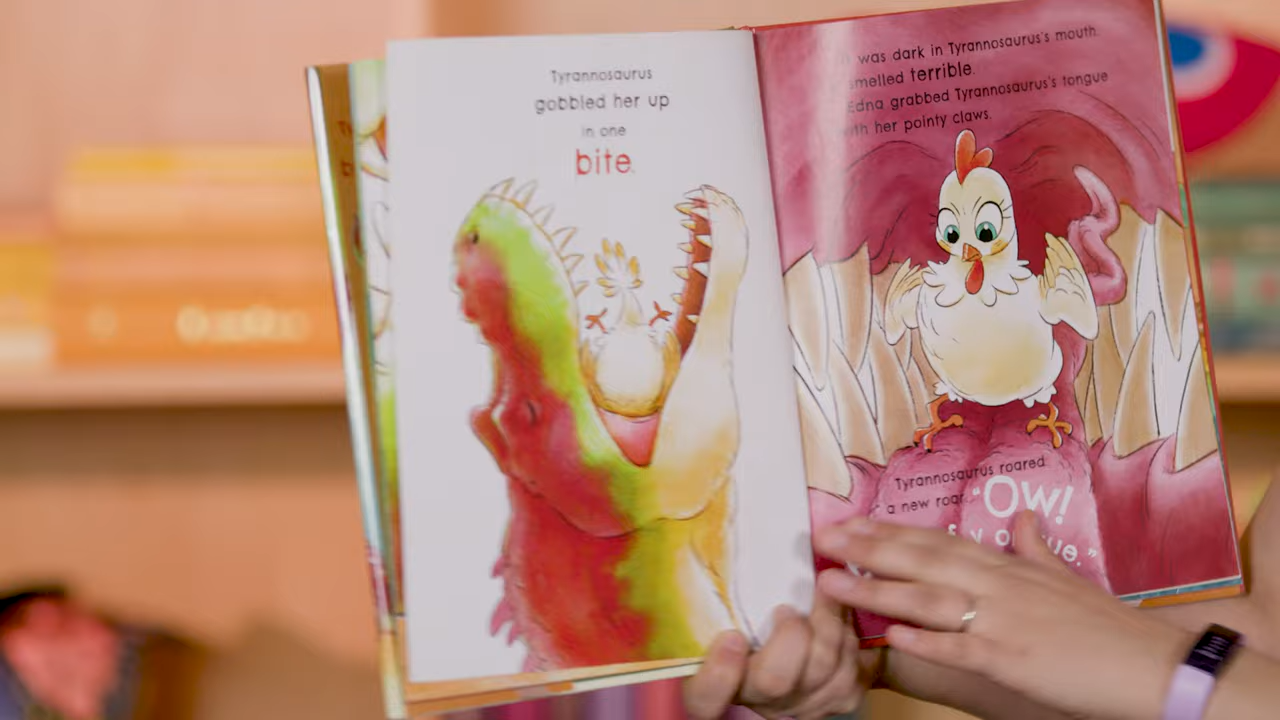 Tyrannosaurus
gobbled her up
in one
bite.
was dark in Tyrannosaurus's mouth.
smelled terrible.
Edna grabbed Tyrannosaurus's tongue
with her pointy claws.
Tyrannosaurus roared
a new roar. "Ow!